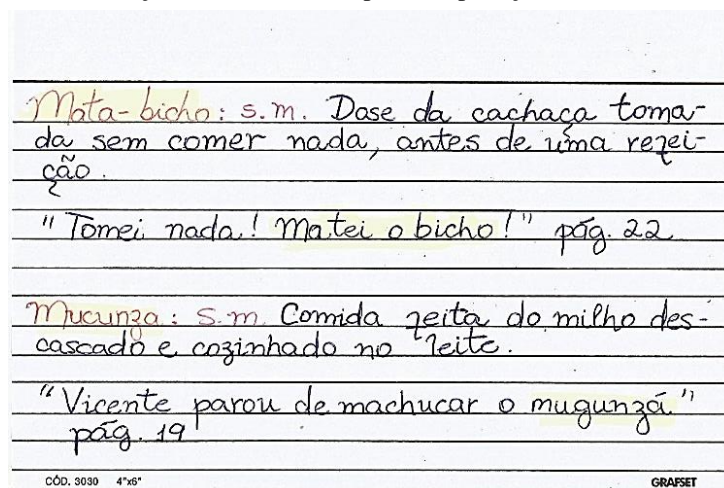 Mata-bicho: s.m. Dose da cachaça toma-
da sem comer nada, antes de uma refei-
ção.
"Tomei nada! Matei o bicho!" pág. 22
Mucunza: s.m. Comida feita do milho des-
cascado e cozinhado no leite.
"Vicente parou de machucar o mugunzá"
pág. 19
CÓD. 3030 4"x6" GRAFSET